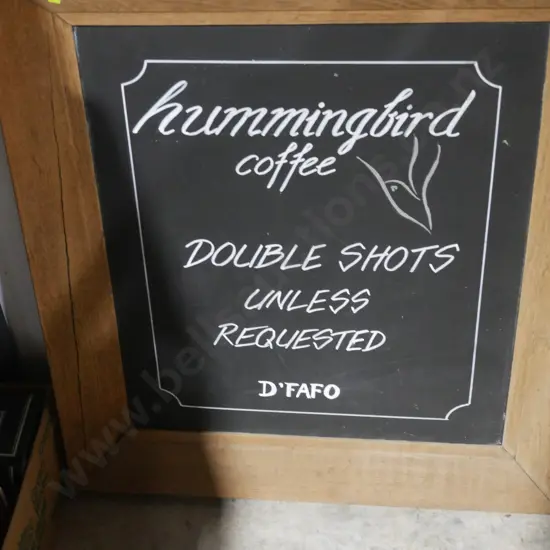 hummingbird
coffee
DOUBLE SHOTS
UNLESS
REQUESTED
D'FAFO